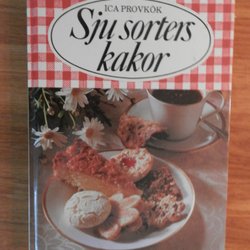 ICA PROVKÖK
Sju sorters
kakor